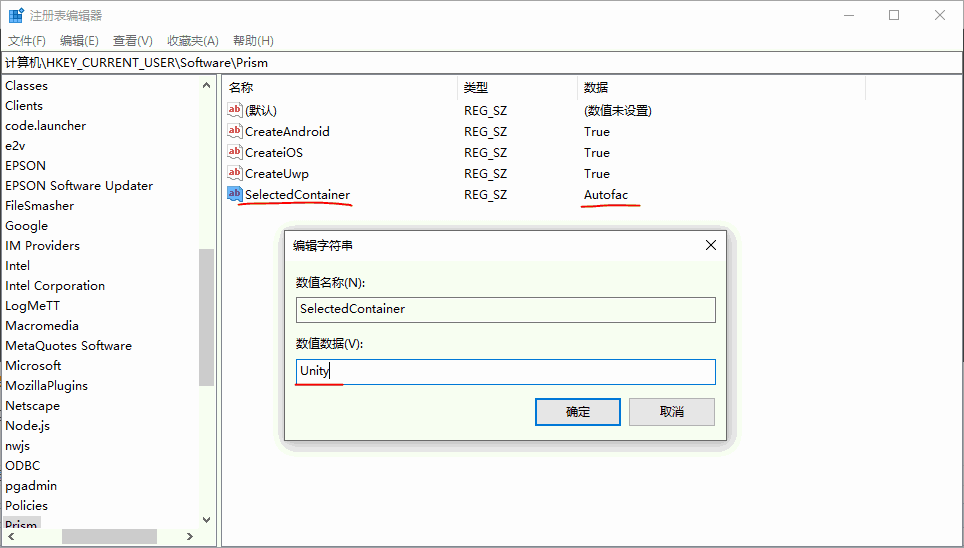 注册表编辑器
文件(F) 编辑(E) 查看(V) 收藏夹(A) 帮助(H)
计算机\HKEY_CURRENT_USER\Software\Prism
Classes
Clients
code.launcher
e2v
EPSON
EPSON Software Updater
FileSmasher
Google
IM Providers
Intel
Intel Corporation
LogMeTT
Macromedia
MetaQuotes Software
Microsoft
MozillaPlugins
Netscape
Node.js
nwjs
ODBC
pgadmin
Policies
Prism
名称 类型 数据
ab (默认) REG_SZ (数值未设置)
ab CreateAndroid REG_SZ True
ab CreateiOS REG_SZ True
ab CreateUwp REG_SZ True
ab SelectedContainer REG_SZ Autofac
编辑字符串
数值名称(N):
SelectedContainer
数值数据(V):
Unity
确定 取消